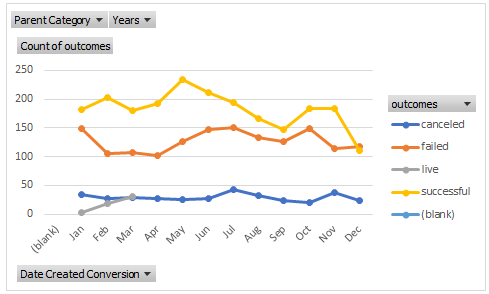 Parent Category Years
Count of outcomes
250
200
150
100
50
0
(blank) Jan Feb Mar Apr May Jun Jul Aug Sep Oct Nov Dec
outcomes
canceled
failed
live
successful
(blank)
Date Created Conversion